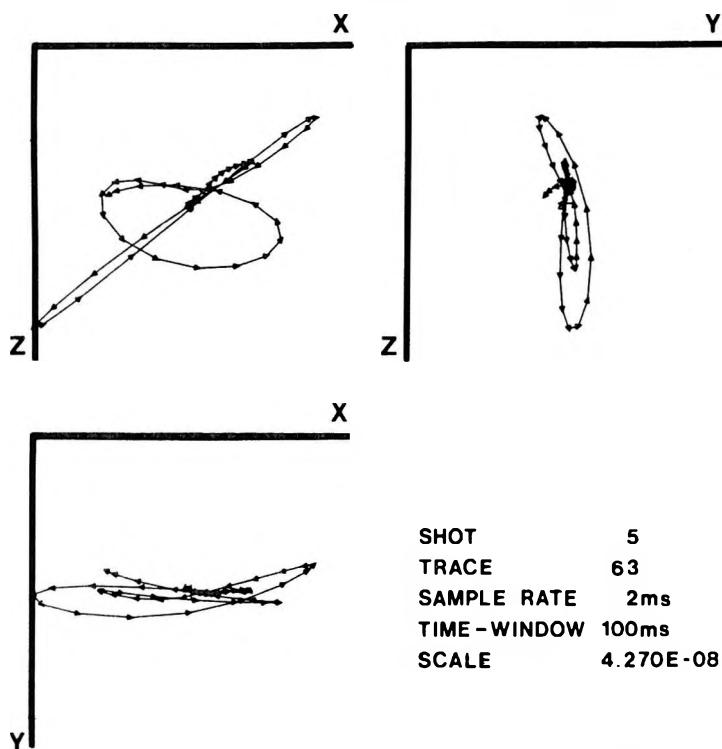 X
Y
Z
Z
X
Y
SHOT 5
TRACE 63
SAMPLE RATE 2ms
TIME-WINDOW 100ms
SCALE 4.270E-08